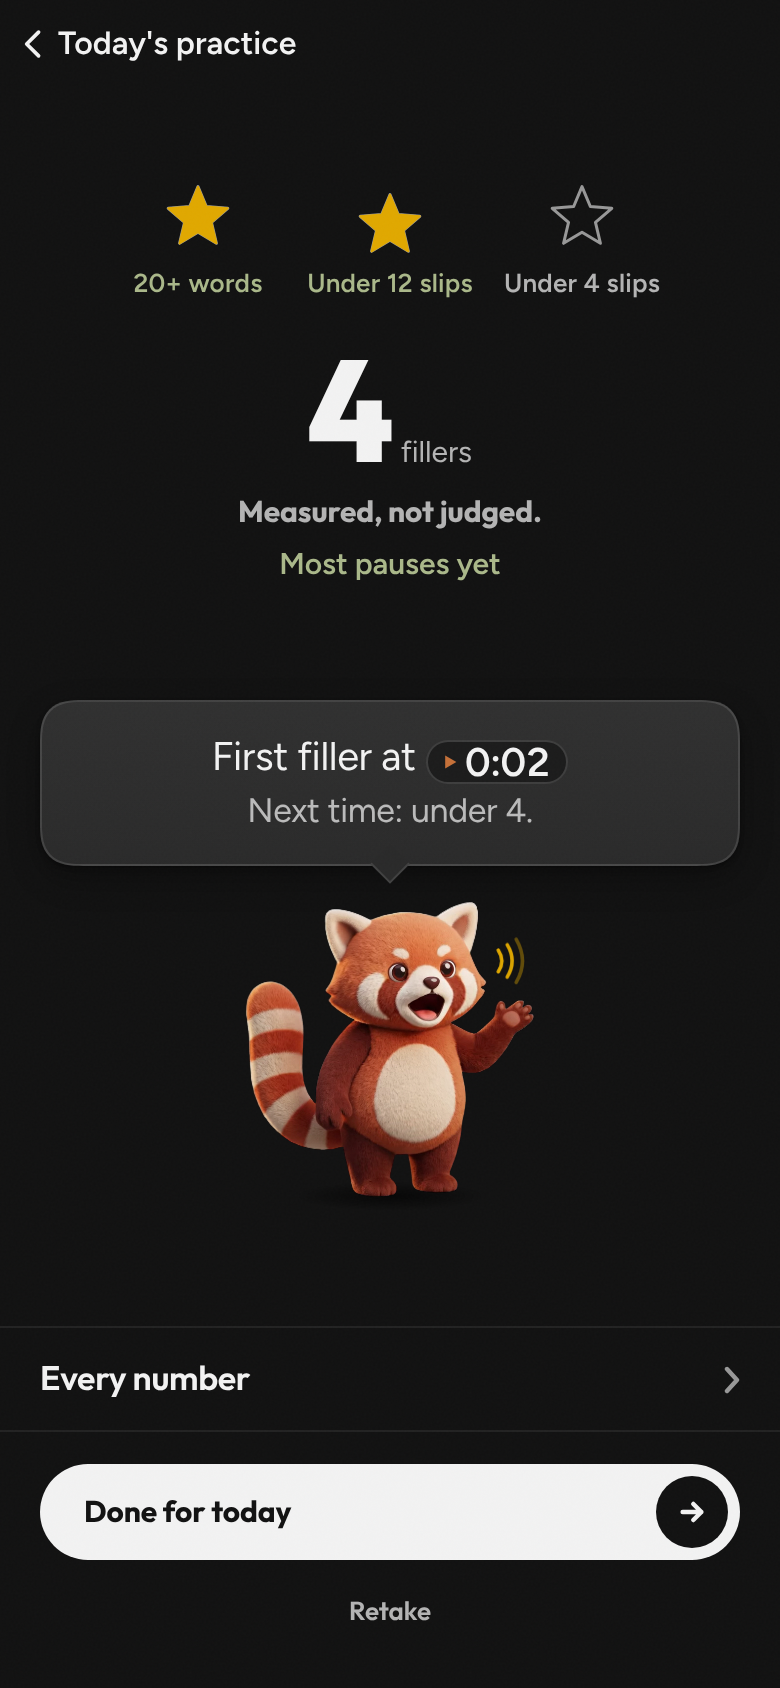 Today's practice
20+ words
Under 12 slips
Under 4 slips
4 fillers
Measured, not judged.
Most pauses yet
First filler at 0:02
Next time: under 4.
Every number
Done for today
Retake